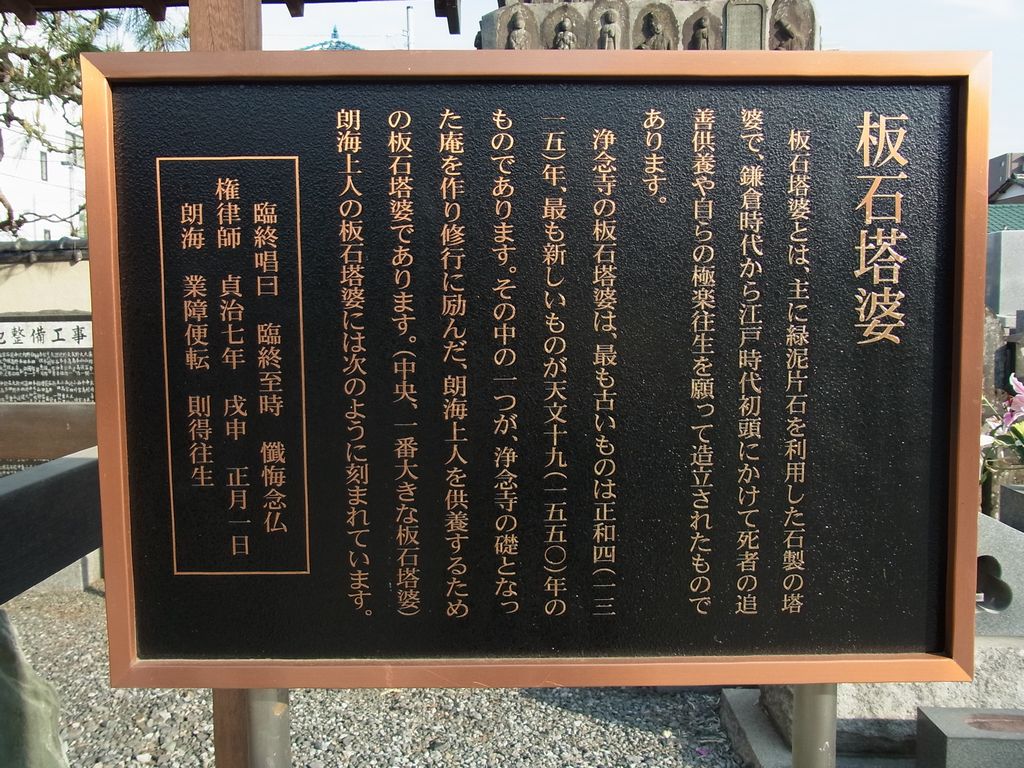 板石塔婆
板石塔婆とは、主に緑泥片石を利用した石製の塔
婆で、鎌倉時代から江戸時代初頭にかけて死者の追
善供養や自らの極楽往生を願って造立されたもので
あります。
浄念寺の板石塔婆は、最も古いものは正和四(一三
一五)年、最も新しいものが天文十九(一五五〇)年の
ものであります。その中の一つが、浄念寺の礎となっ
た庵を作り修行に励んだ、朗海上人を供養するため
の板石塔婆であります。(中央、一番大きな板石塔婆)
朗海上人の板石塔婆には次のように刻まれています。
臨終唱曰 臨終至時 懺悔念仏
権律師 貞治七年 戊申 正月一日
朗海 業障便転 則得往生
整備工事